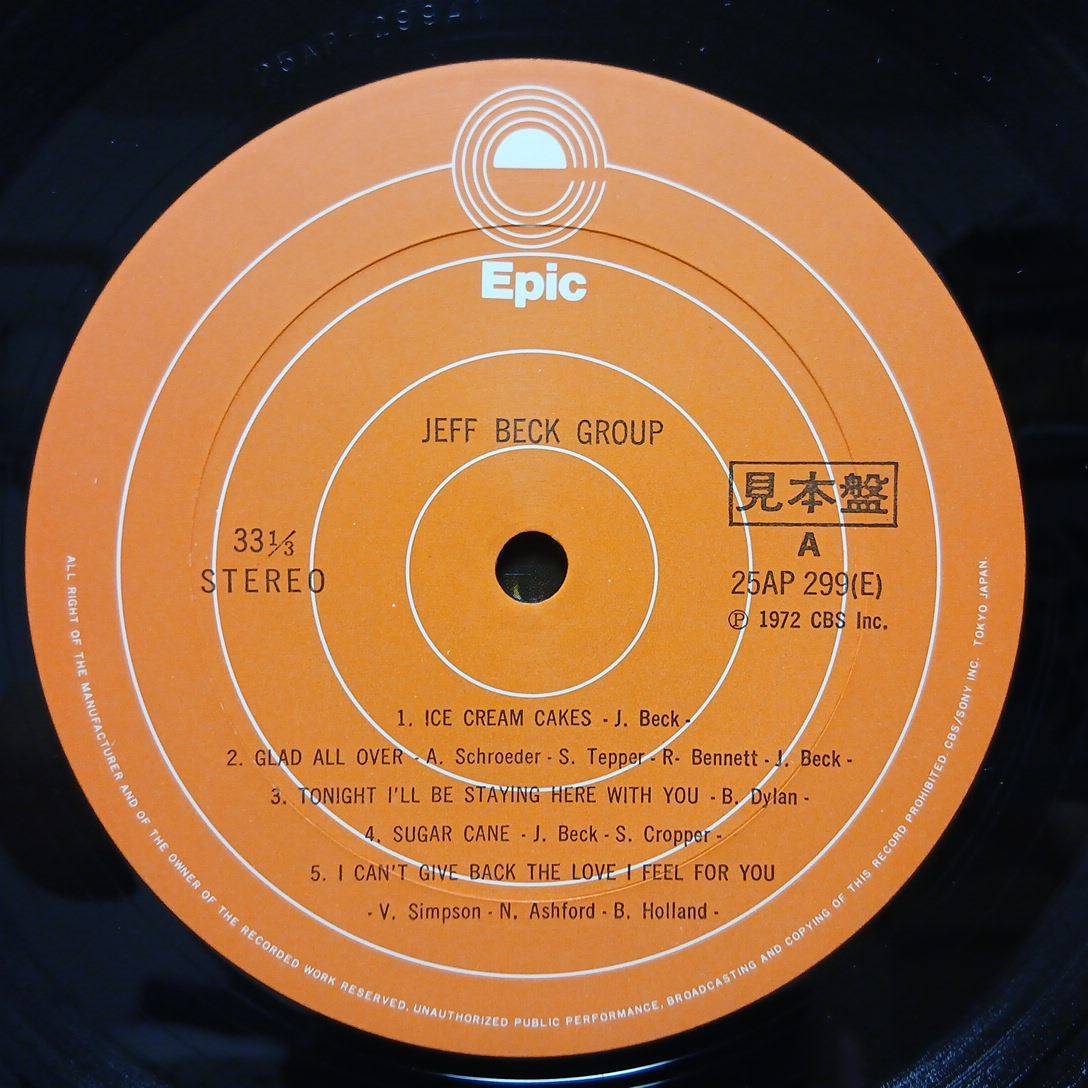 Epic
JEFF BECK GROUP
見本盤
A
33 1/3
STEREO
25AP 299(E)
Ⓟ 1972 CBS Inc.
1. ICE CREAM CAKES - J. Beck -
2. GLAD ALL OVER - A. Schroeder - S. Tepper - R- Bennett - J. Beck -
3. TONIGHT I'LL BE STAYING HERE WITH YOU - B. Dylan -
4. SUGAR CANE - J. Beck - S. Cropper -
5. I CAN'T GIVE BACK THE LOVE I FEEL FOR YOU
- V. Simpson - N. Ashford - B. Holland -
ALL RIGHT OF THE MANUFACTURER AND OF THE OWNER OF THE RECORDED WORK RESERVED. UNAUTHORIZED PUBLIC PERFORMANCE, BROADCASTING AND COPYING OF THIS RECORD PROHIBITED CBS/SONY INC. TOKYO JAPAN.